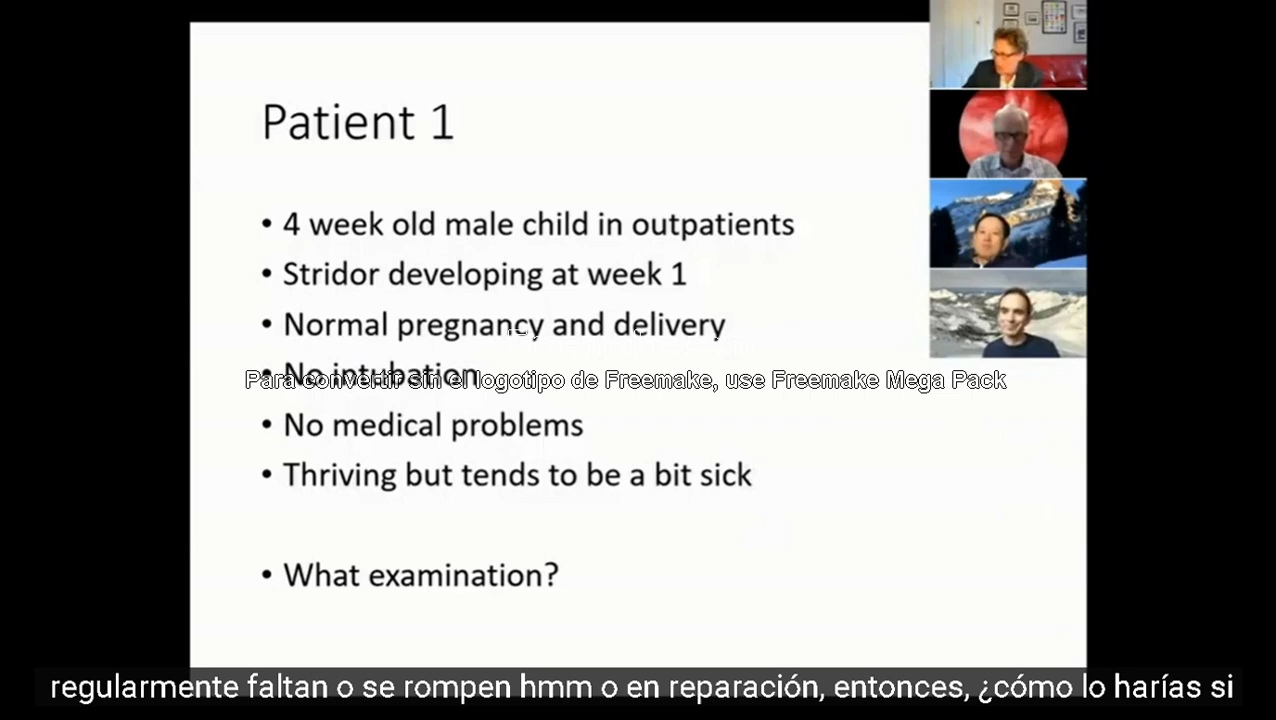 Patient 1
• 4 week old male child in outpatients
• Stridor developing at week 1
• Normal pregnancy and delivery
• No intubation
Para convertir sin el logotipo de Freemake, use Freemake Mega Pack
• No medical problems
• Thriving but tends to be a bit sick
• What examination?
regularmente faltan o se rompen hmm o en reparación, entonces, ¿cómo lo harías si